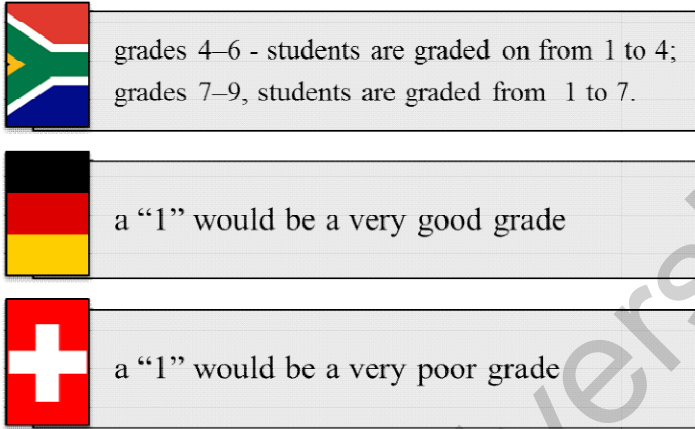 grades 4–6 - students are graded on from 1 to 4;
grades 7–9, students are graded from 1 to 7.
a “1” would be a very good grade
a “1” would be a very poor grade